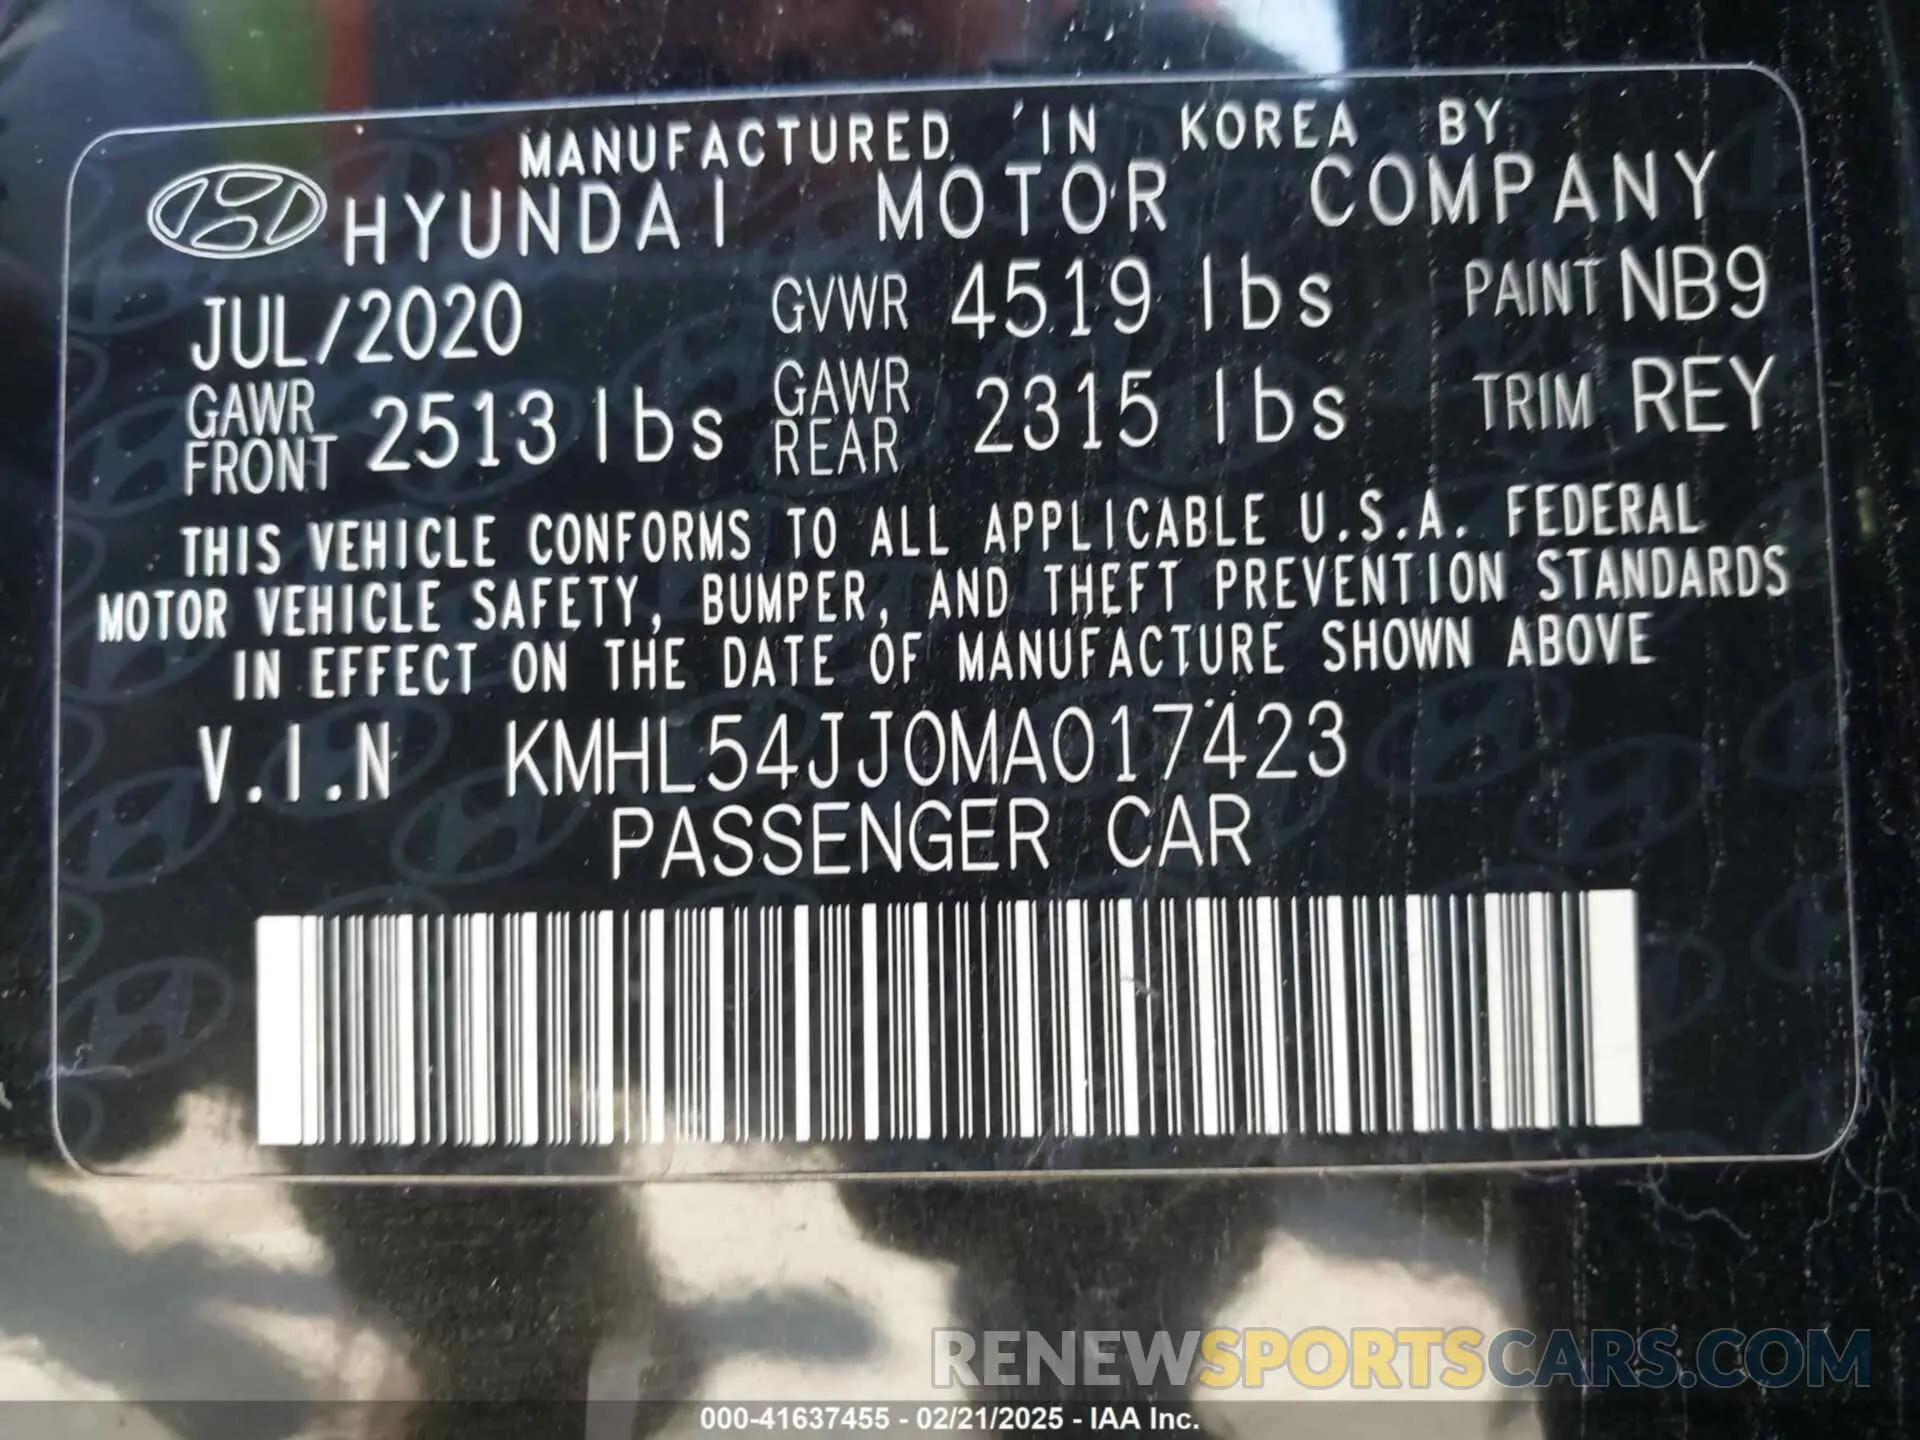 MANUFACTURED IN KOREA BY
HYUNDAI MOTOR COMPANY
JUL/2020 GVWR 4519 lbs PAINT NB9
GAWR FRONT 2513 lbs GAWR REAR 2315 lbs TRIM REY
THIS VEHICLE CONFORMS TO ALL APPLICABLE U.S.A. FEDERAL
MOTOR VEHICLE SAFETY, BUMPER, AND THEFT PREVENTION STANDARDS
IN EFFECT ON THE DATE OF MANUFACTURE SHOWN ABOVE
V.I.N KMHL54JJ0MA017423
PASSENGER CAR
RENEWSPORTSCARS.COM
000-41637455 - 02/21/2025 - IAA Inc.